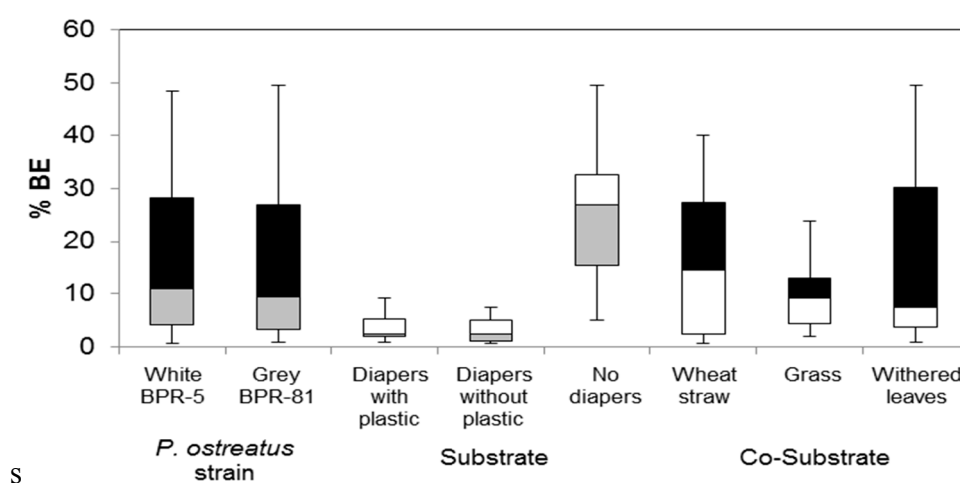 60
50
40
30
20
10
0
% BE
White BPR-5
Grey BPR-81
Diapers with plastic
Diapers without plastic
No diapers
Wheat straw
Grass
Withered leaves
P. ostreatus strain
Substrate
Co-Substrate
s